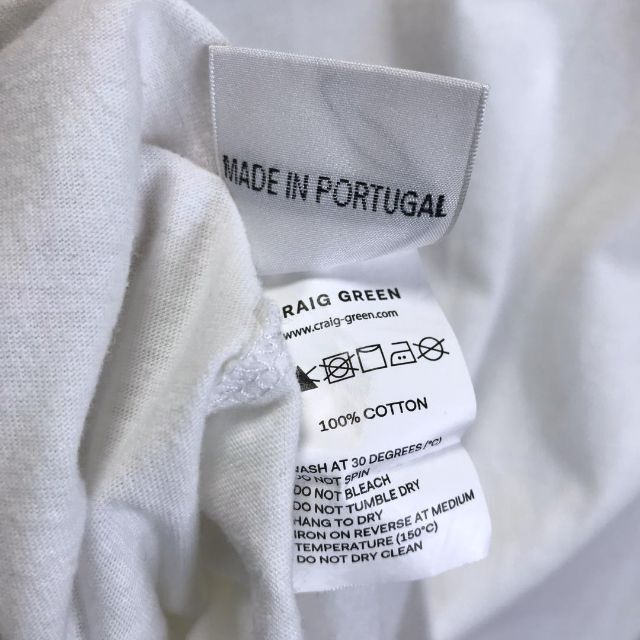 MADE IN PORTUGAL
RAIG GREEN
www.craig-green.com
100% COTTON
ASH AT 30 DEGREES (°C)
DO NOT SPIN
DO NOT BLEACH
DO NOT TUMBLE DRY
HANG TO DRY
IRON ON REVERSE AT MEDIUM
TEMPERATURE (150°C)
DO NOT DRY CLEAN